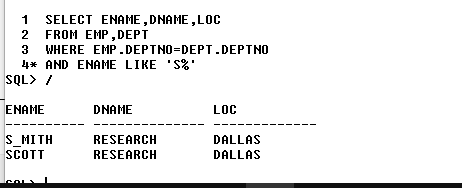 1 SELECT ENAME,DNAME,LOC
2 FROM EMP,DEPT
3 WHERE EMP.DEPTNO=DEPT.DEPTNO
4* AND ENAME LIKE 'S%'
SQL> /
ENAME DNAME LOC
---------- -------------- -------------
S_MITH RESEARCH DALLAS
SCOTT RESEARCH DALLAS
SQL>